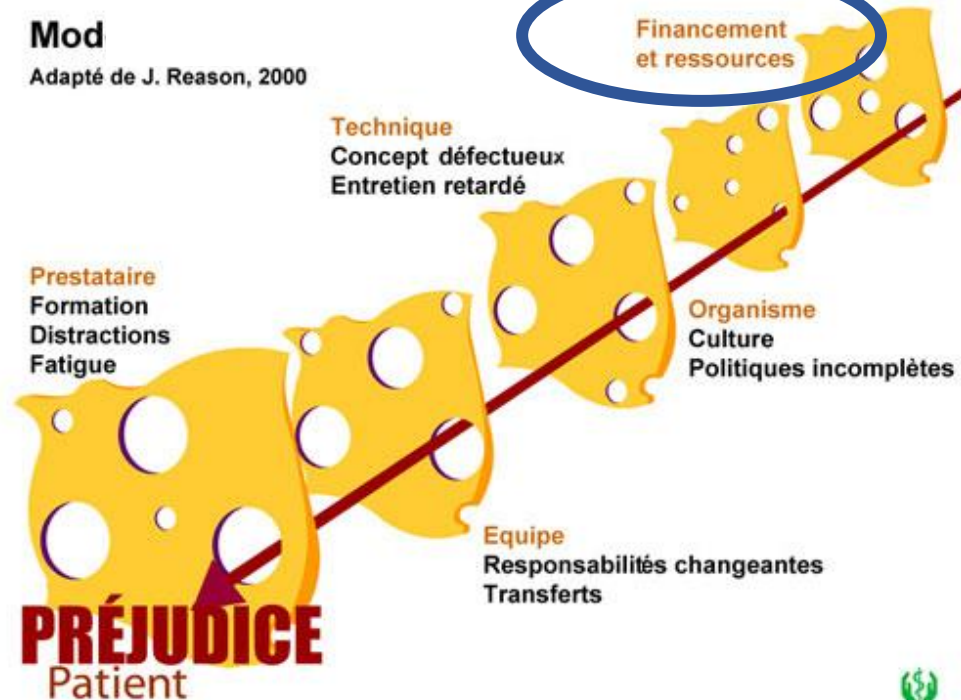 Mod
Adapté de J. Reason, 2000
Financement
et ressources
Technique
Concept défectueux
Entretien retardé
Prestataire
Formation
Distractions
Fatigue
Organisme
Culture
Politiques incomplètes
Equipe
Responsabilités changeantes
Transferts
PRÉJUDICE
Patient